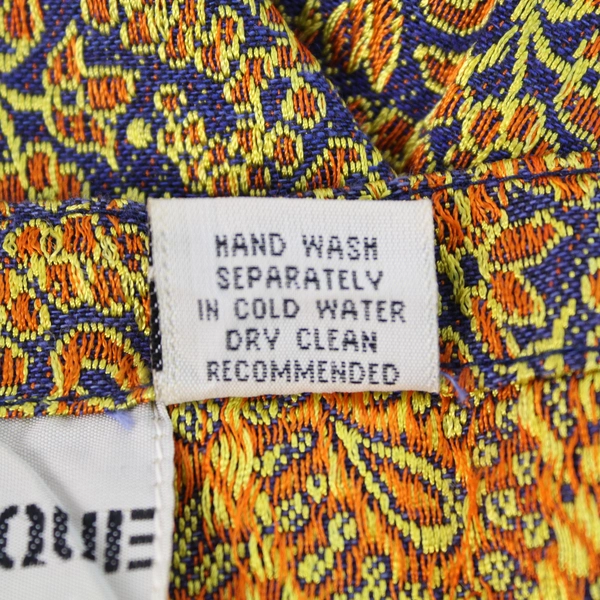 HAND WASH
SEPARATELY
IN COLD WATER
DRY CLEAN
RECOMMENDED